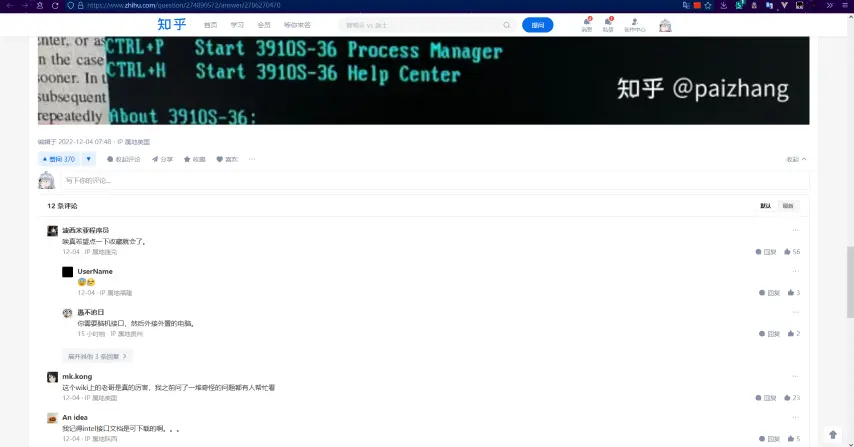 https://www.zhihu.com/question/274899572/answer/2786270470
知乎
首页
学习
会员
等你来答
提问
消息
私信
创作中心
enter, or as
in the case
sooner. In t
subsequent
repeatedly
CTRL+P Start 3910S-36 Process Manager
CTRL+H Start 3910S-36 Help Center
About 3910S-36:
知乎 @paizhang
编辑于 2022-12-04 07:48 · IP 属地美国
赞同 370
收起评论
分享
收藏
喜欢
收起
写下你的评论...
12 条评论
默认
最新
迪西米亚程序员
唉真希望点一下收藏就会了。
12-04 · IP 属地捷克
回复
56
UserName
😇🥹
12-04 · IP 属地福建
回复
3
愚不追日
你需要脑机接口，然后外接外置的电脑。
15 小时前 · IP 属地贵州
回复
2
展开其他 3 条回复
mk.kong
这个wiki上的老哥是真的厉害，我之前问了一堆奇怪的问题都有人帮忙看
12-04 · IP 属地美国
回复
23
An idea
我记得intel接口文档是可下载的啊。。。
12-04 · IP 属地陕西
回复
5